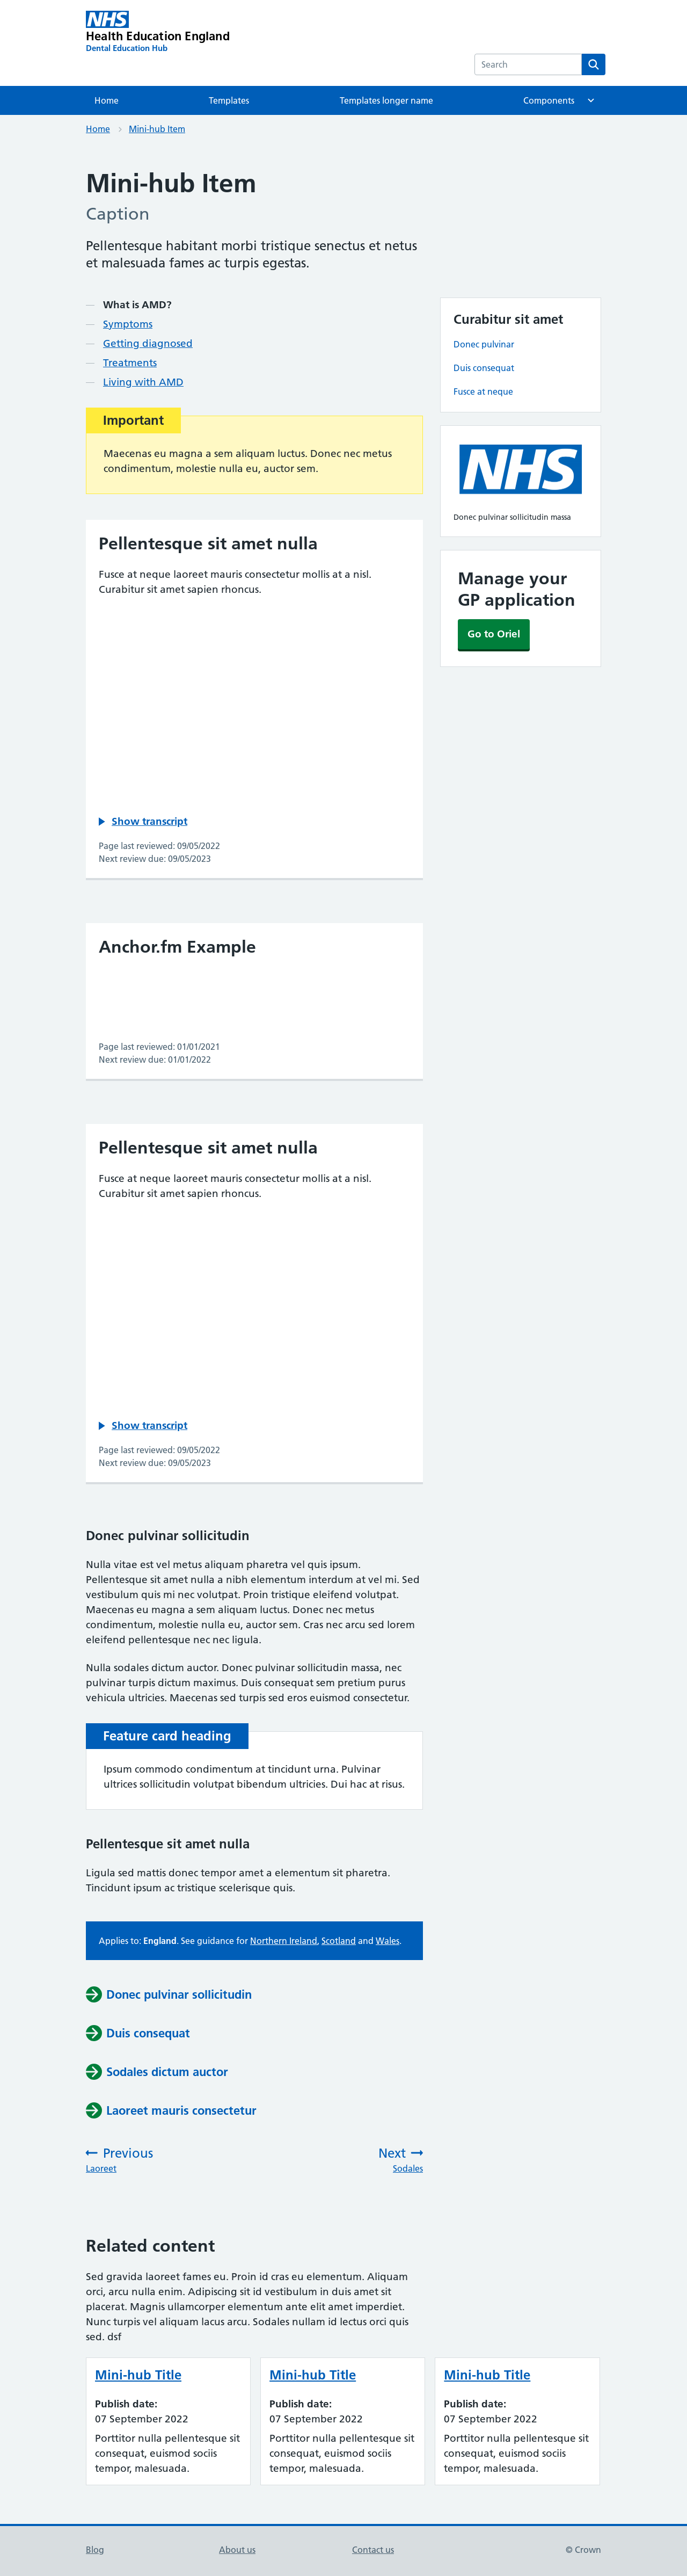 NHS
Health Education England
Dental Education Hub
Search
Home
Templates
Templates longer name
Components
Home
Mini-hub Item
Mini-hub Item
Caption
Pellentesque habitant morbi tristique senectus et netus
et malesuada fames ac turpis egestas.
What is AMD?
Symptoms
Getting diagnosed
Treatments
Living with AMD
Important
Maecenas eu magna a sem aliquam luctus. Donec nec metus
condimentum, molestie nulla eu, auctor sem.
Pellentesque sit amet nulla
Fusce at neque laoreet mauris consectetur mollis at a nisl.
Curabitur sit amet sapien rhoncus.
Show transcript
Page last reviewed: 09/05/2022
Next review due: 09/05/2023
Anchor.fm Example
Page last reviewed: 01/01/2021
Next review due: 01/01/2022
Pellentesque sit amet nulla
Fusce at neque laoreet mauris consectetur mollis at a nisl.
Curabitur sit amet sapien rhoncus.
Show transcript
Page last reviewed: 09/05/2022
Next review due: 09/05/2023
Donec pulvinar sollicitudin
Nulla vitae est vel metus aliquam pharetra vel quis ipsum.
Pellentesque sit amet nulla a nibh elementum interdum at vel mi. Sed
vestibulum quis mi nec volutpat. Proin tristique eleifend volutpat.
Maecenas eu magna a sem aliquam luctus. Donec nec metus
condimentum, molestie nulla eu, auctor sem. Cras nec arcu sed lorem
eleifend pellentesque nec nec ligula.
Nulla sodales dictum auctor. Donec pulvinar sollicitudin massa, nec
pulvinar turpis dictum maximus. Duis consequat sem pretium purus
vehicula ultricies. Maecenas sed turpis sed eros euismod consectetur.
Feature card heading
Ipsum commodo condimentum at tincidunt urna. Pulvinar
ultrices sollicitudin volutpat bibendum ultricies. Dui hac at risus.
Pellentesque sit amet nulla
Ligula sed mattis donec tempor amet a elementum sit pharetra.
Tincidunt ipsum ac tristique scelerisque quis.
Applies to: England. See guidance for Northern Ireland, Scotland and Wales.
Donec pulvinar sollicitudin
Duis consequat
Sodales dictum auctor
Laoreet mauris consectetur
Previous
Laoreet
Next
Sodales
Curabitur sit amet
Donec pulvinar
Duis consequat
Fusce at neque
NHS
Donec pulvinar sollicitudin massa
Manage your
GP application
Go to Oriel
Related content
Sed gravida laoreet fames eu. Proin id cras eu elementum. Aliquam
orci, arcu nulla enim. Adipiscing sit id vestibulum in duis amet sit
placerat. Magnis ullamcorper elementum ante elit amet imperdiet.
Nunc turpis vel aliquam lacus arcu. Sodales nullam id lectus orci quis
sed. dsf
Mini-hub Title
Publish date:
07 September 2022
Porttitor nulla pellentesque sit
consequat, euismod sociis
tempor, malesuada.
Mini-hub Title
Publish date:
07 September 2022
Porttitor nulla pellentesque sit
consequat, euismod sociis
tempor, malesuada.
Mini-hub Title
Publish date:
07 September 2022
Porttitor nulla pellentesque sit
consequat, euismod sociis
tempor, malesuada.
Blog
About us
Contact us
© Crown